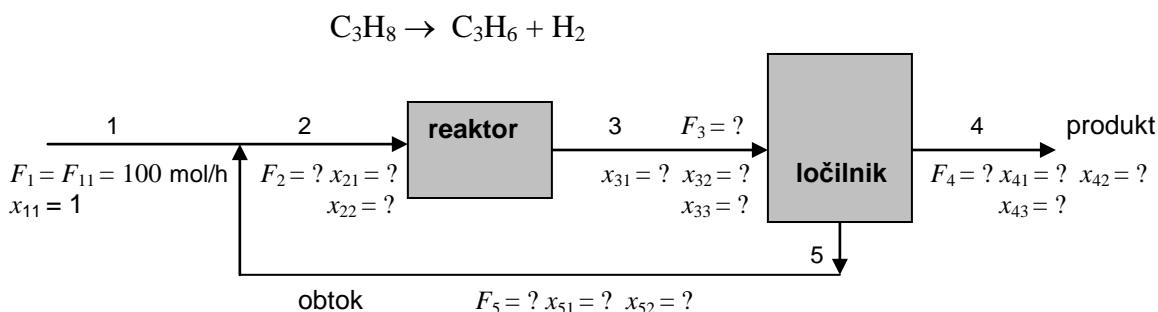 C₃H₈ → C₃H₆ + H₂
1
2
reaktor
3
F₃ = ?
ločilnik
4
produkt
F₁ = F₁₁ = 100 mol/h
x₁₁ = 1
F₂ = ? x₂₁ = ?
x₂₂ = ?
x₃₁ = ? x₃₂ = ?
x₃₃ = ?
F₄ = ? x₄₁ = ? x₄₂ = ?
x₄₃ = ?
5
obtok
F₅ = ? x₅₁ = ? x₅₂ = ?